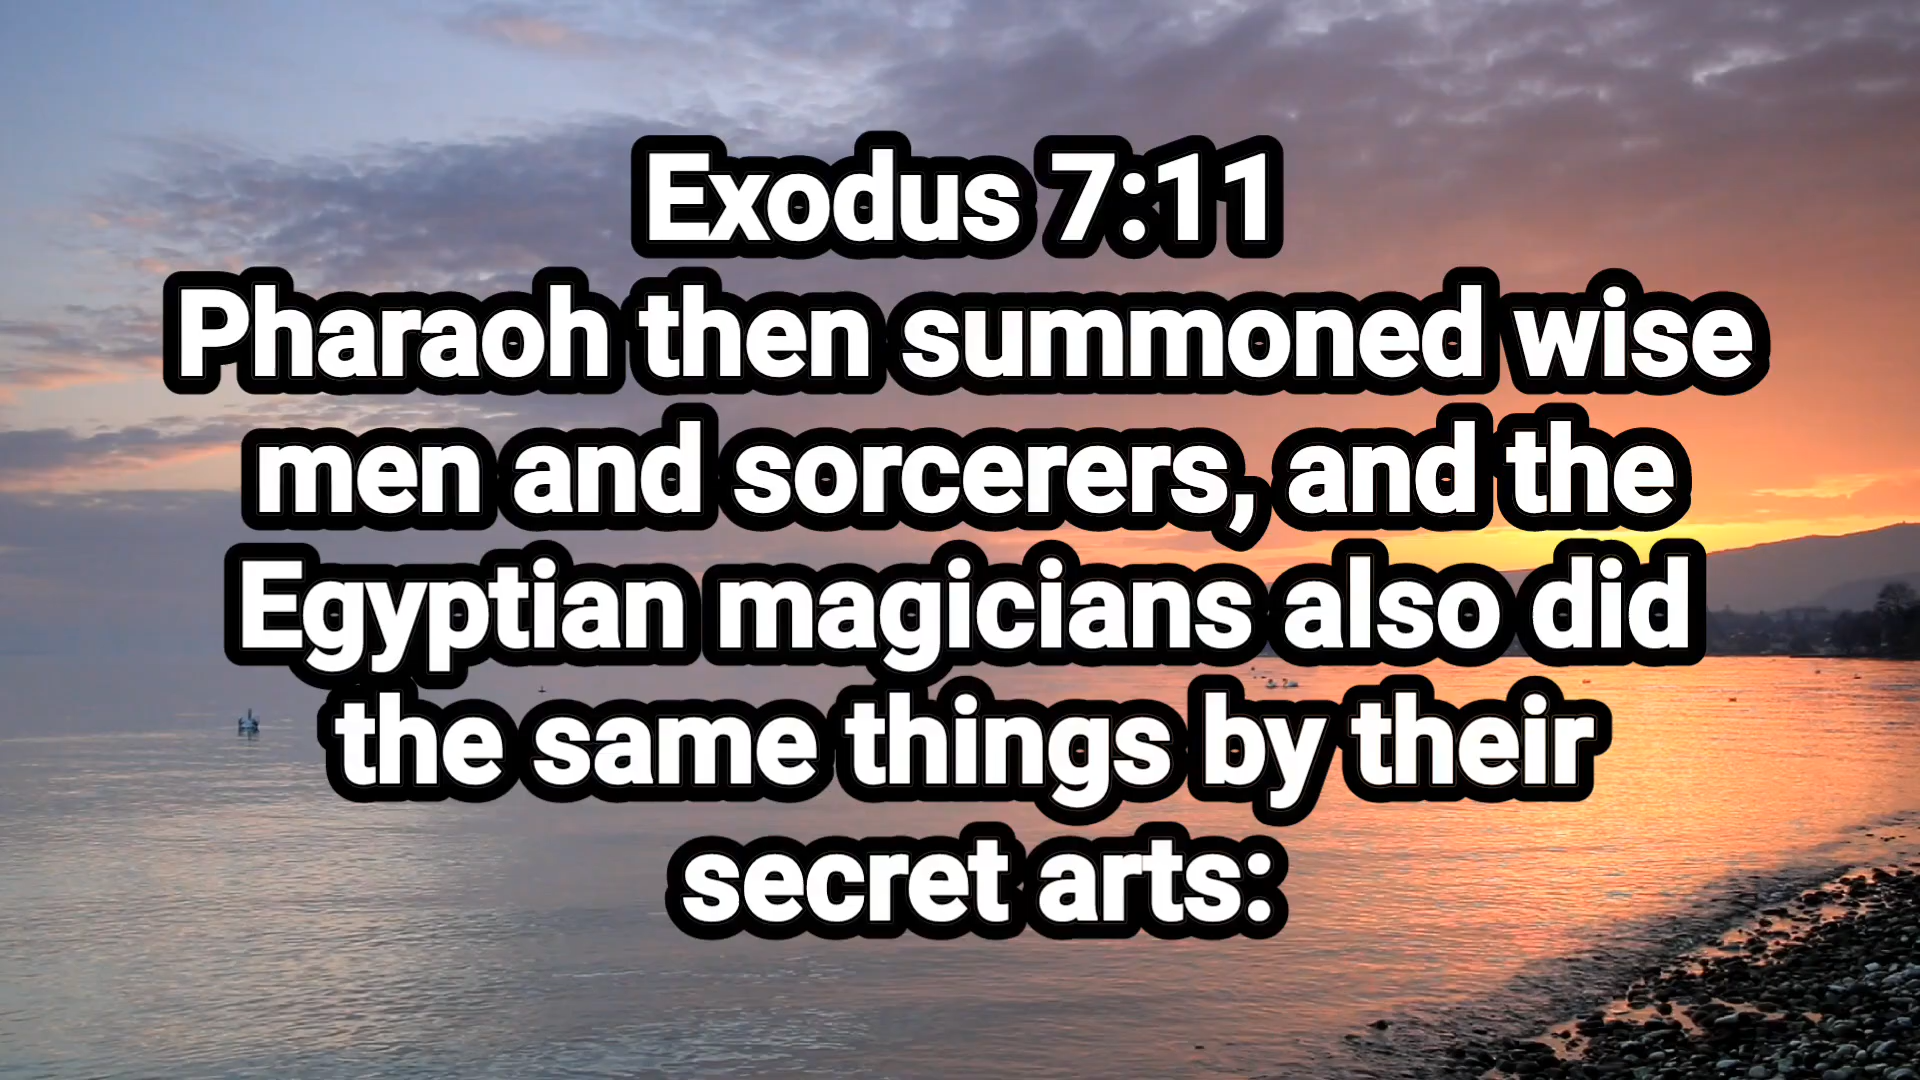 Exodus 7:11
Pharaoh then summoned wise
men and sorcerers, and the
Egyptian magicians also did
the same things by their
secret arts: